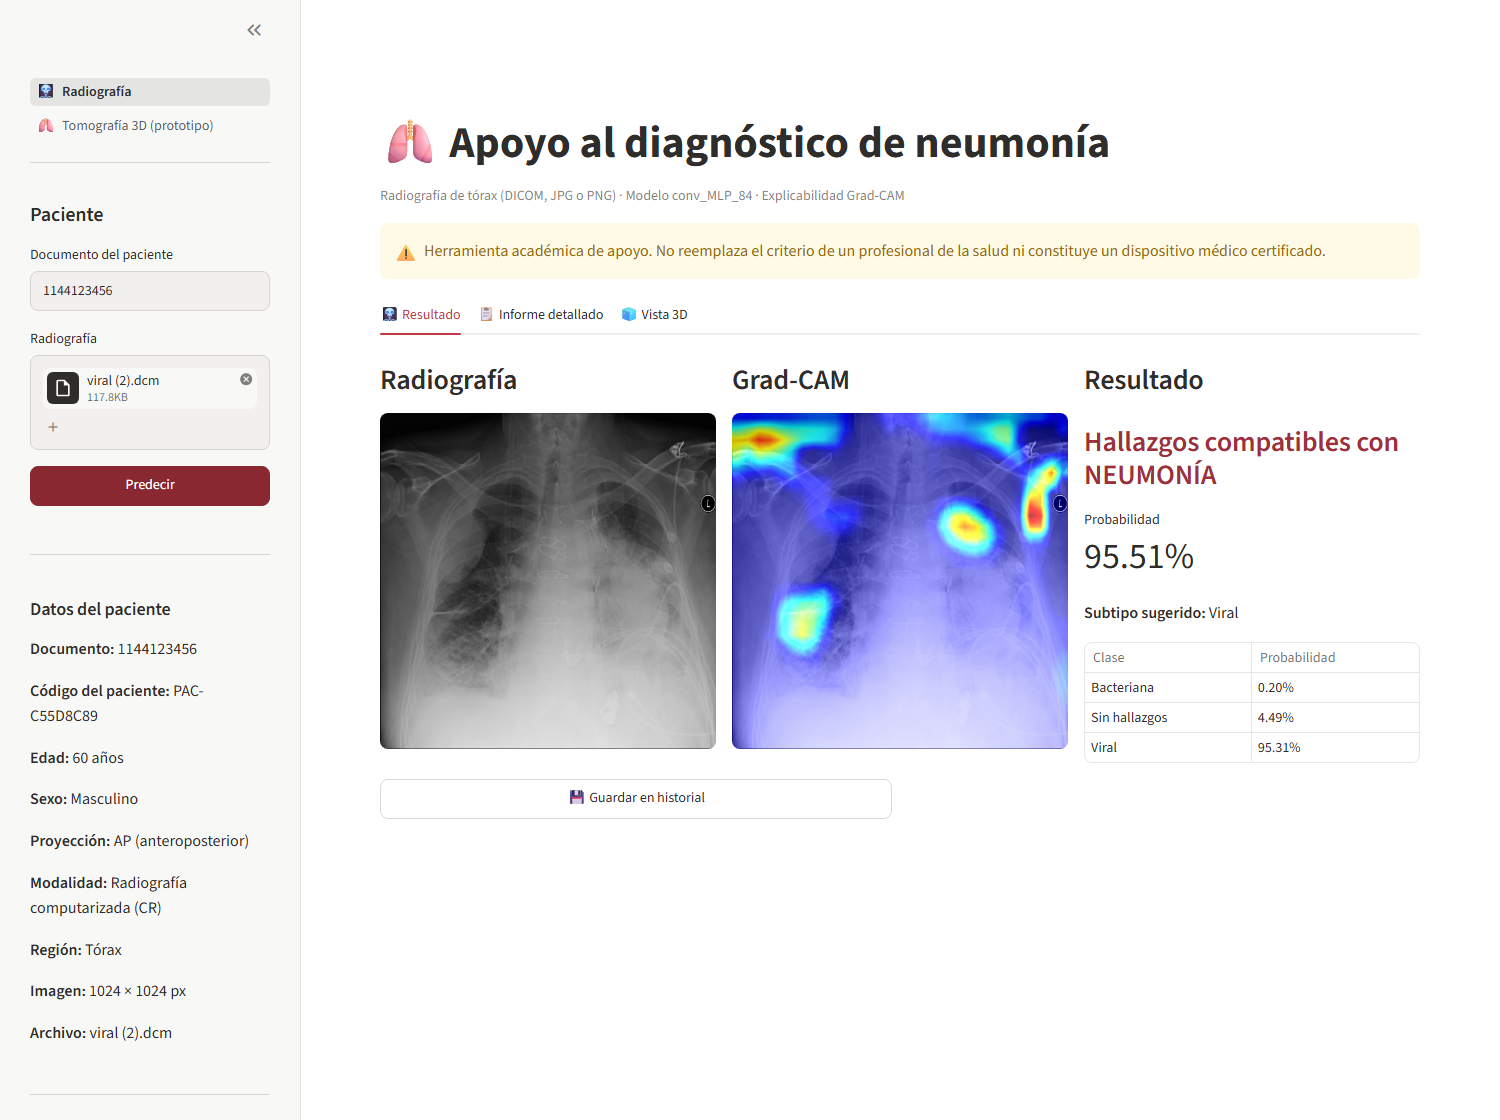 Radiografía
Tomografía 3D (prototipo)
Paciente
Documento del paciente
1144123456
Radiografía
viral (2).dcm
117.8KB
+
Predecir
Datos del paciente
Documento: 1144123456
Código del paciente: PAC-
C55D8C89
Edad: 60 años
Sexo: Masculino
Proyección: AP (anteroposterior)
Modalidad: Radiografía
computarizada (CR)
Región: Tórax
Imagen: 1024 × 1024 px
Archivo: viral (2).dcm
Apoyo al diagnóstico de neumonía
Radiografía de tórax (DICOM, JPG o PNG) · Modelo conv_MLP_84 · Explicabilidad Grad-CAM
Herramienta académica de apoyo. No reemplaza el criterio de un profesional de la salud ni constituye un dispositivo médico certificado.
Resultado
Informe detallado
Vista 3D
Radiografía
L
Grad-CAM
L
Resultado
Hallazgos compatibles con
NEUMONÍA
Probabilidad
95.51%
Subtipo sugerido: Viral
Clase Probabilidad
Bacteriana 0.20%
Sin hallazgos 4.49%
Viral 95.31%
Guardar en historial